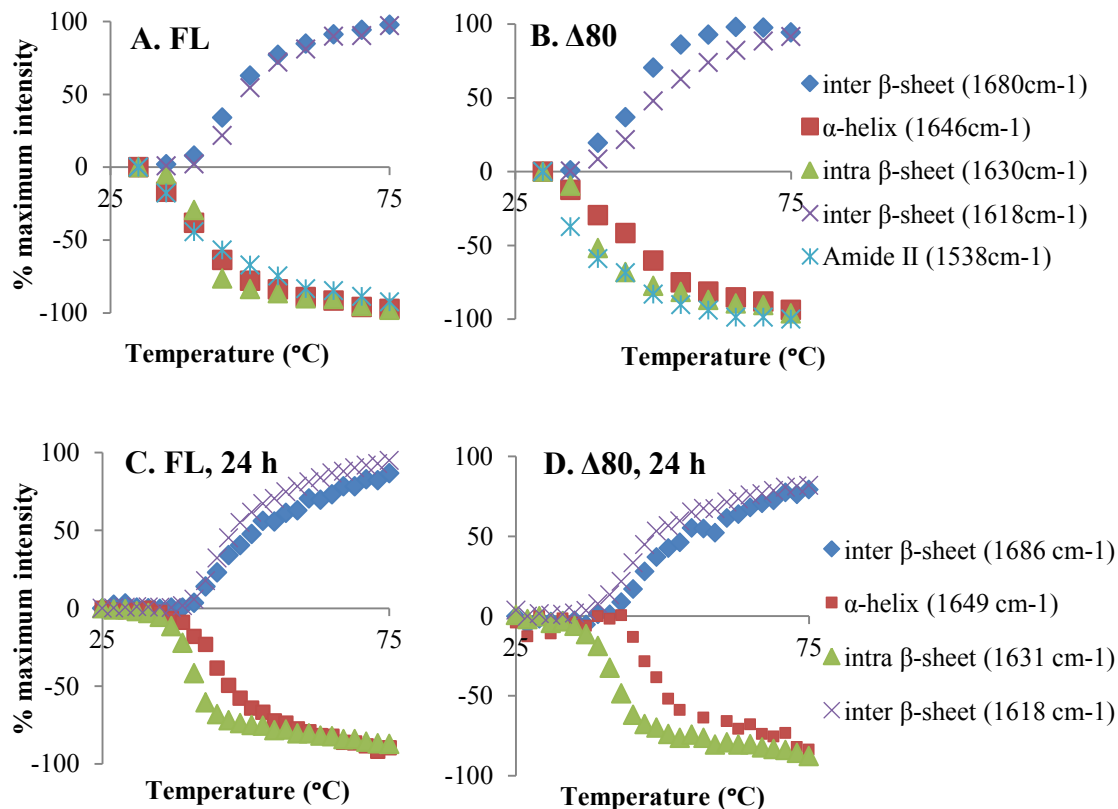 A. FL
% maximum intensity
100
50
0
-50
-100
25
75
Temperature (°C)
B. Δ80
100
50
0
-50
-100
25
75
Temperature (°C)
inter β-sheet (1680cm-1)
α-helix (1646cm-1)
intra β-sheet (1630cm-1)
inter β-sheet (1618cm-1)
Amide II (1538cm-1)
C. FL, 24 h
% maximum intensity
100
50
0
-50
-100
25
75
Temperature (°C)
D. Δ80, 24 h
100
50
0
-50
-100
25
75
Temperature (°C)
inter β-sheet (1686 cm-1)
α-helix (1649 cm-1)
intra β-sheet (1631 cm-1)
inter β-sheet (1618 cm-1)